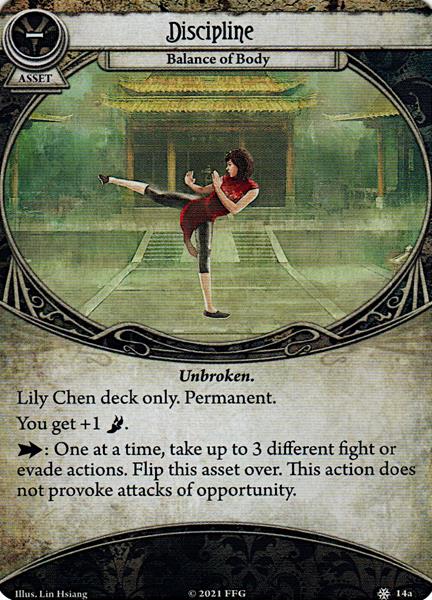 Discipline
Balance of Body
ASSET
Unbroken.
Lily Chen deck only. Permanent.
You get +1 .
: One at a time, take up to 3 different fight or
evade actions. Flip this asset over. This action does
not provoke attacks of opportunity.
Illus. Lin Hsiang
© 2021 FFG
14a